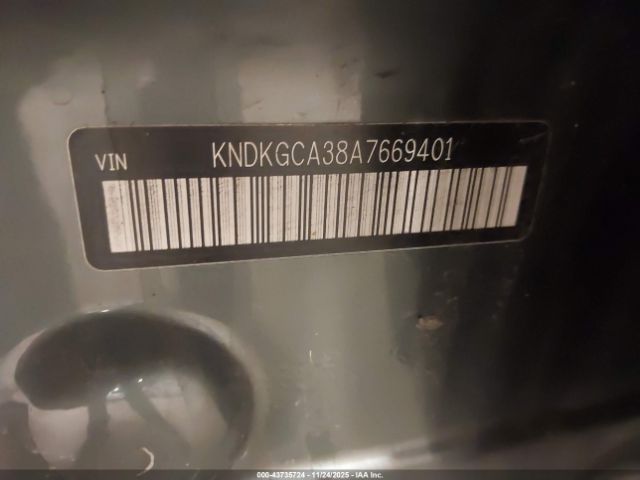 VIN KNDKGCA38A7669401
000-43735724 - 11/24/2025 - IAA Inc.